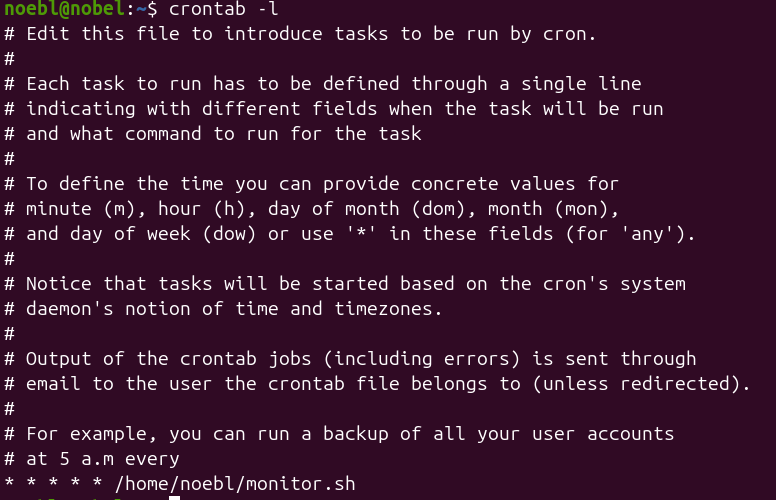 noebl@nobel:~$ crontab -l
# Edit this file to introduce tasks to be run by cron.
#
# Each task to run has to be defined through a single line
# indicating with different fields when the task will be run
# and what command to run for the task
#
# To define the time you can provide concrete values for
# minute (m), hour (h), day of month (dom), month (mon),
# and day of week (dow) or use '*' in these fields (for 'any').
#
# Notice that tasks will be started based on the cron's system
# daemon's notion of time and timezones.
#
# Output of the crontab jobs (including errors) is sent through
# email to the user the crontab file belongs to (unless redirected).
#
# For example, you can run a backup of all your user accounts
# at 5 a.m every
* * * * * /home/noebl/monitor.sh